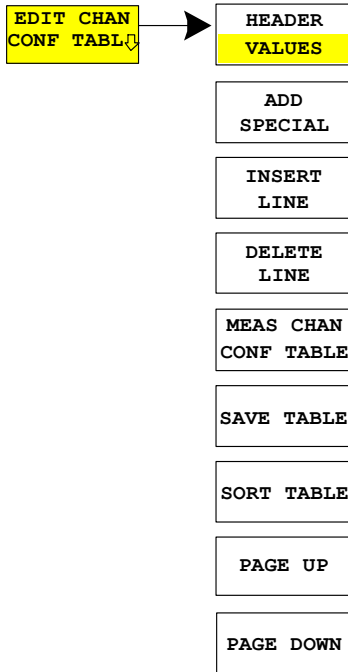 EDIT CHAN
CONF TABL⇩
HEADER
VALUES
ADD
SPECIAL
INSERT
LINE
DELETE
LINE
MEAS CHAN
CONF TABLE
SAVE TABLE
SORT TABLE
PAGE UP
PAGE DOWN